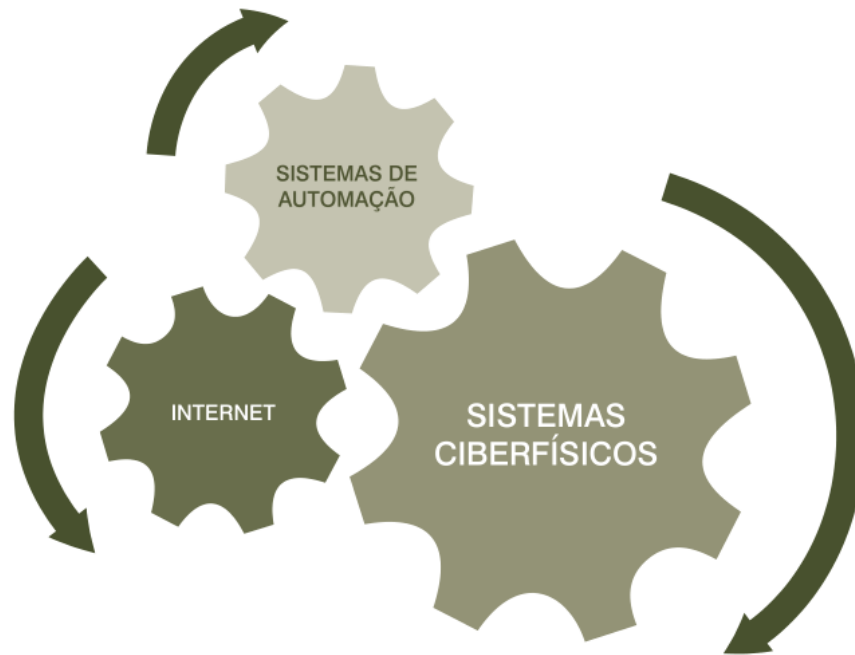 SISTEMAS DE
AUTOMAÇÃO
INTERNET
SISTEMAS
CIBERFÍSICOS